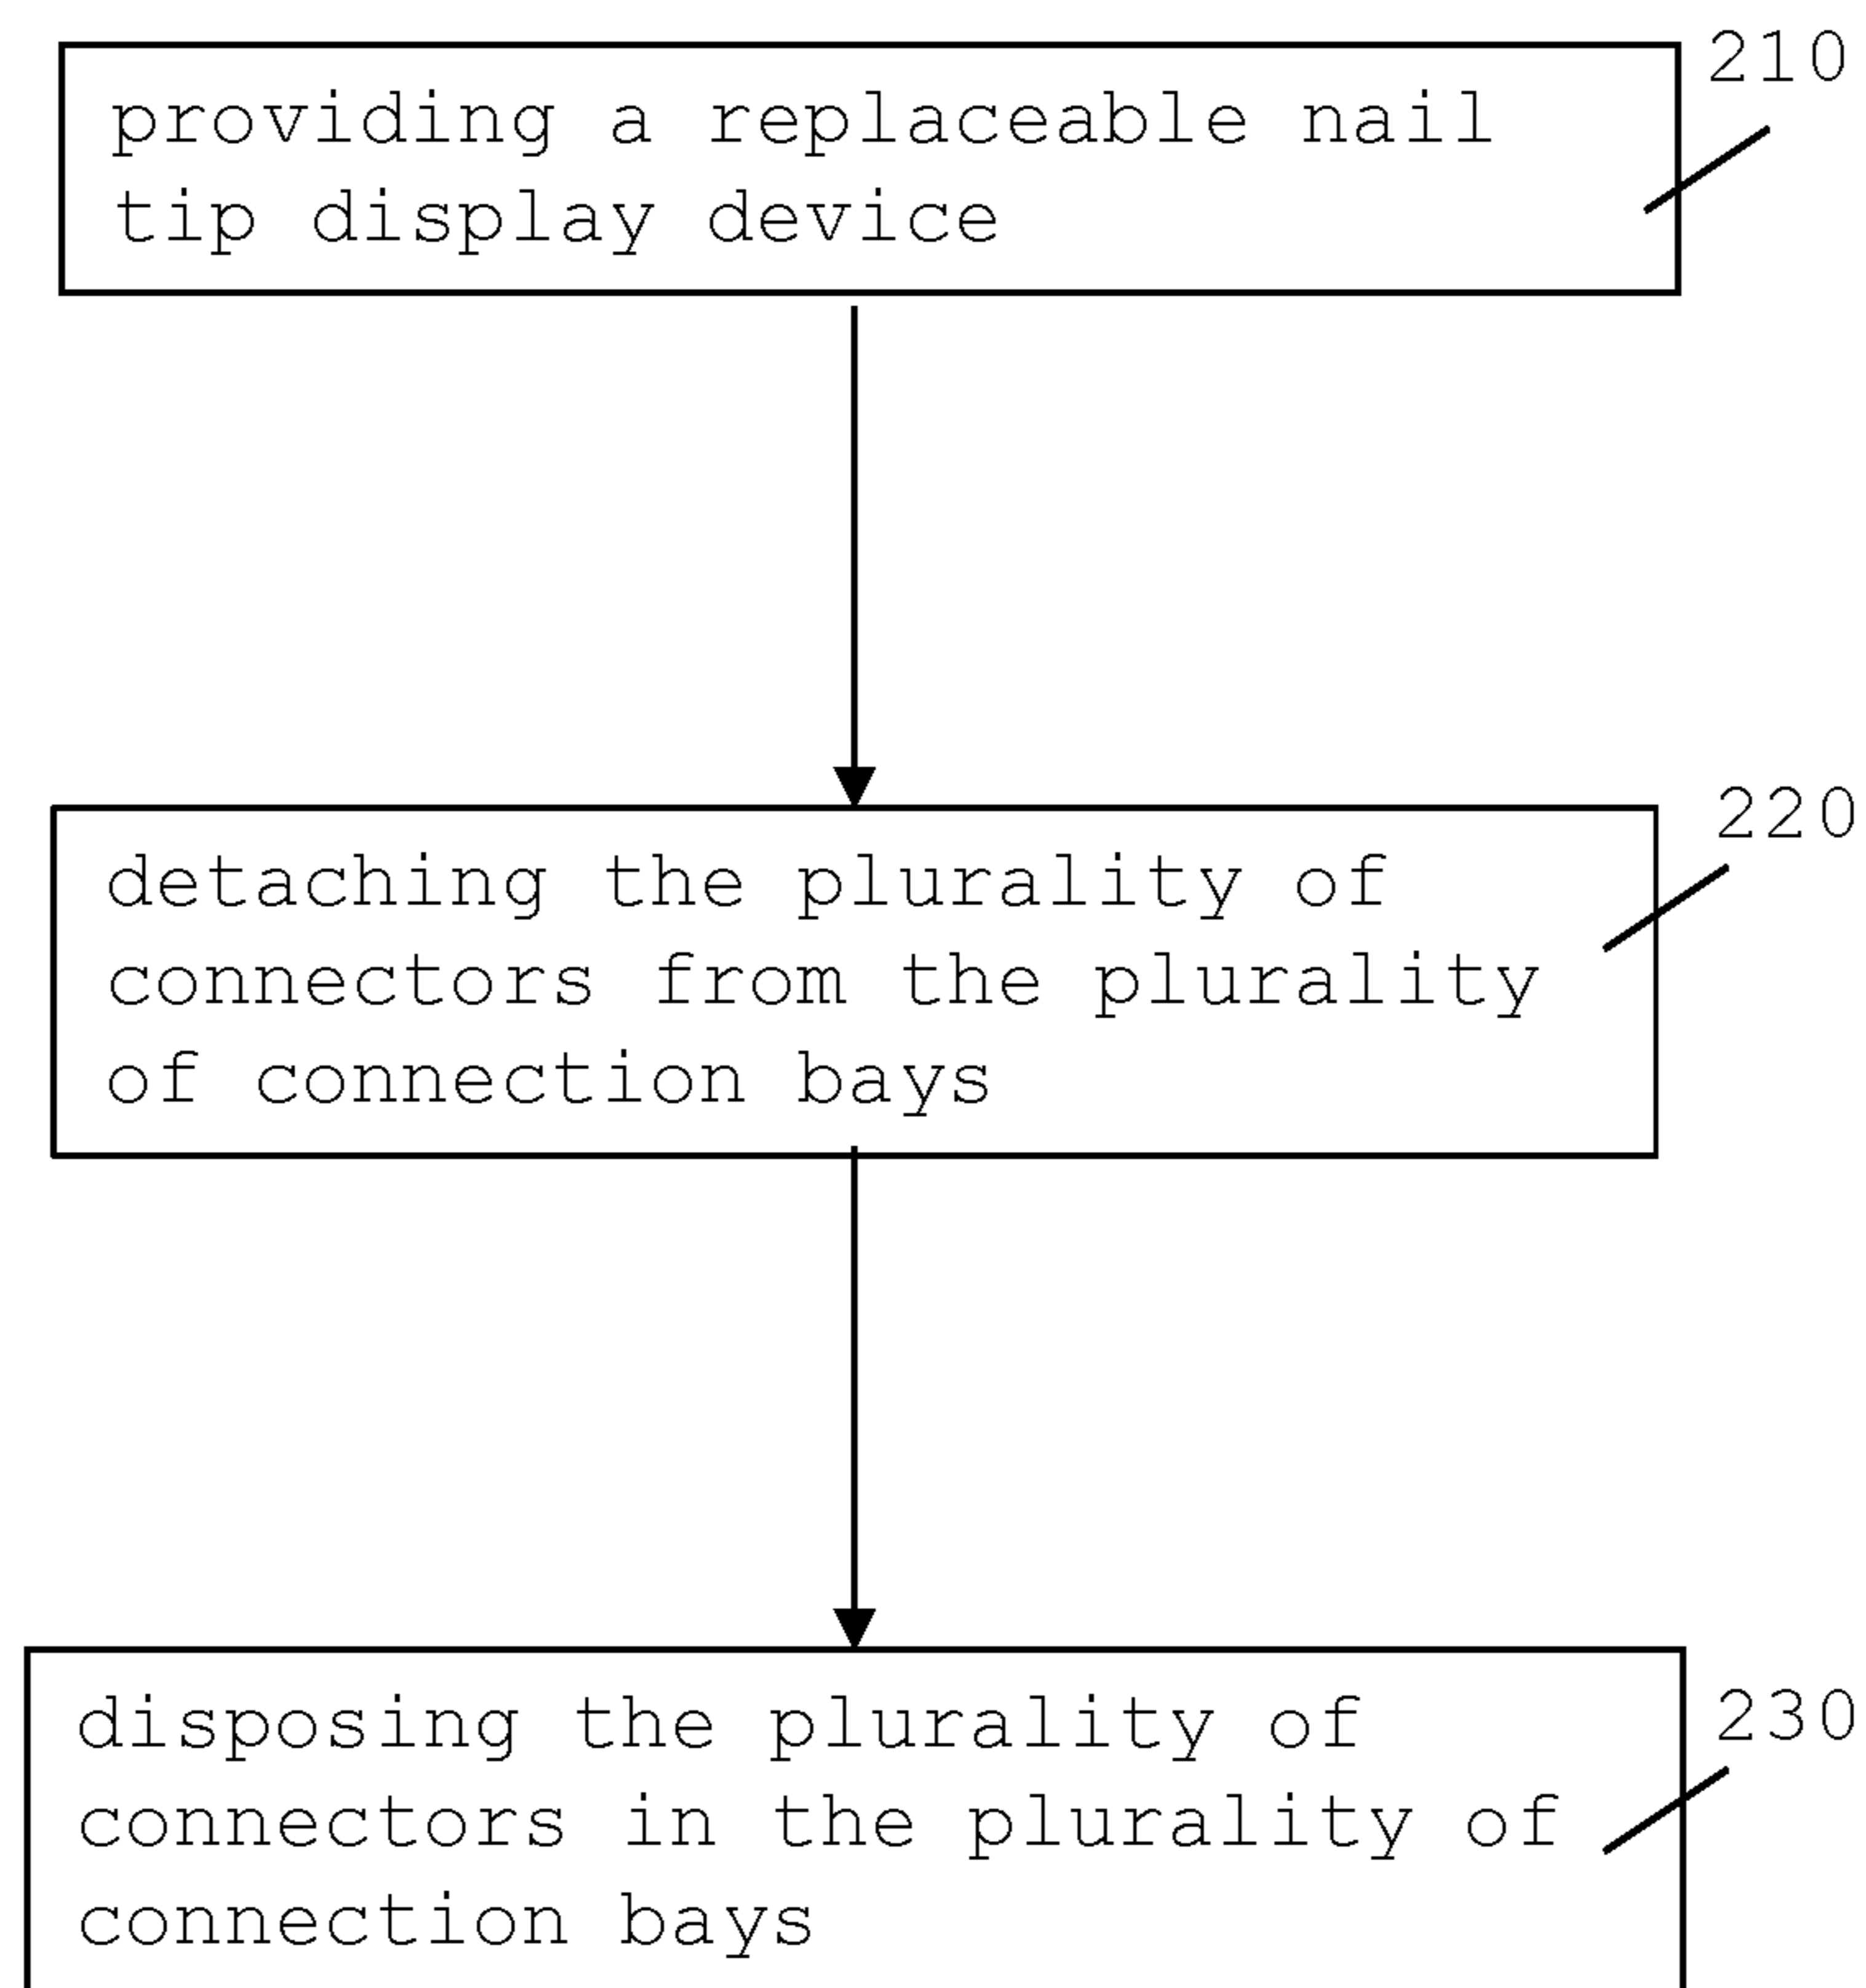 210
providing a replaceable nail
tip display device
220
detaching the plurality of
connectors from the plurality
of connection bays
230
disposing the plurality of
connectors in the plurality of
connection bays